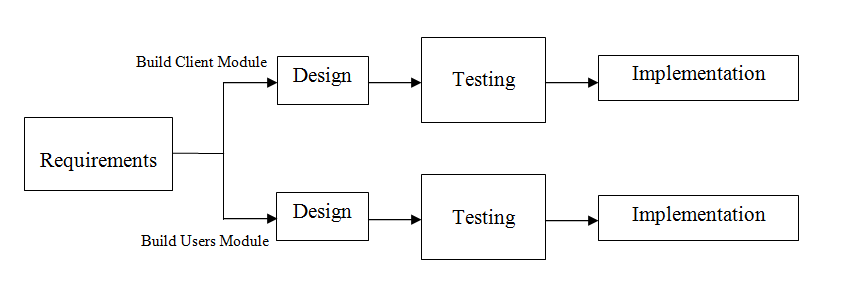 Build Client Module
Design
Testing
Implementation
Requirements
Design
Testing
Implementation
Build Users Module